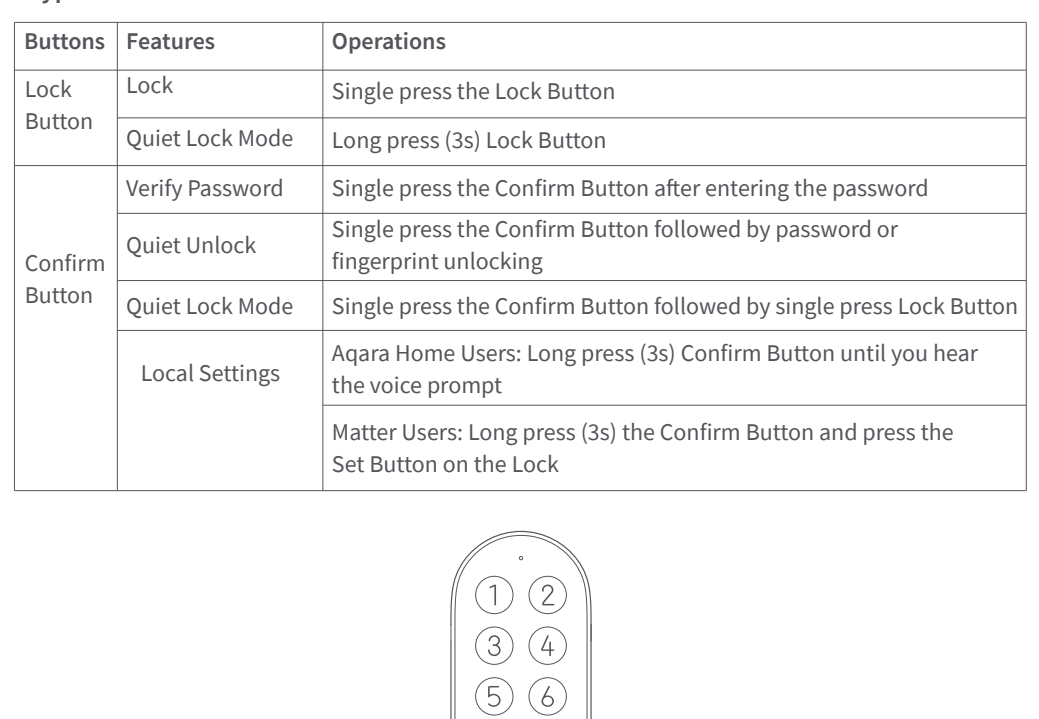 Buttons Features Operations
Lock Button Lock Single press the Lock Button
Quiet Lock Mode Long press (3s) Lock Button
Confirm Button Verify Password Single press the Confirm Button after entering the password
Quiet Unlock Single press the Confirm Button followed by password or
fingerprint unlocking
Quiet Lock Mode Single press the Confirm Button followed by single press Lock Button
Local Settings Aqara Home Users: Long press (3s) Confirm Button until you hear
the voice prompt
Matter Users: Long press (3s) the Confirm Button and press the
Set Button on the Lock
1 2
3 4
5 6